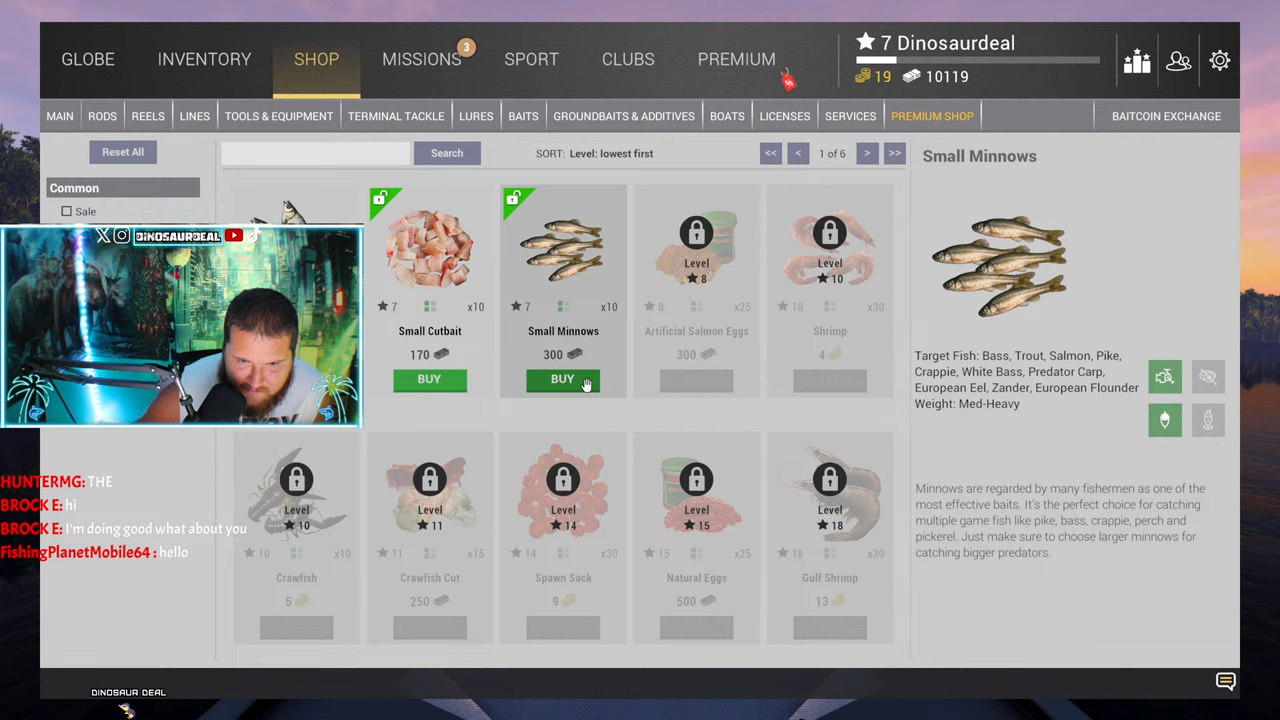 GLOBE
INVENTORY
SHOP
MISSIONS
3
SPORT
CLUBS
PREMIUM
%
7 Dinosaurdeal
19
10119
MAIN
RODS
REELS
LINES
TOOLS & EQUIPMENT
TERMINAL TACKLE
LURES
BAITS
GROUNDBAITS & ADDITIVES
BOATS
LICENSES
SERVICES
PREMIUM SHOP
BAITCOIN EXCHANGE
Reset All
Search
SORT: Level: lowest first
<<
<
1 of 6
>
>>
Common
Sale
DINOSAURDEAL
7
x10
Small Cutbait
170
BUY
7
x10
Small Minnows
300
BUY
Level
8
8
x25
Artificial Salmon Eggs
300
Level
10
10
x30
Shrimp
4
Level
10
10
x10
Crawfish
5
Level
11
11
x15
Crawfish Cut
250
Level
14
14
x30
Spawn Sack
9
Level
15
15
x25
Natural Eggs
500
Level
18
18
x30
Gulf Shrimp
13
Small Minnows
Target Fish: Bass, Trout, Salmon, Pike,
Crappie, White Bass, Predator Carp,
European Eel, Zander, European Flounder
Weight: Med-Heavy
Minnows are regarded by many fishermen as one of the
most effective baits. It's the perfect choice for catching
multiple game fish like pike, bass, crappie, perch and
pickerel. Just make sure to choose larger minnows for
catching bigger predators.
HUNTERMG: THE
BROCK E: hi
BROCK E: I'm doing good what about you
FishingPlanetMobile64 : hello
DINOSAUR DEAL